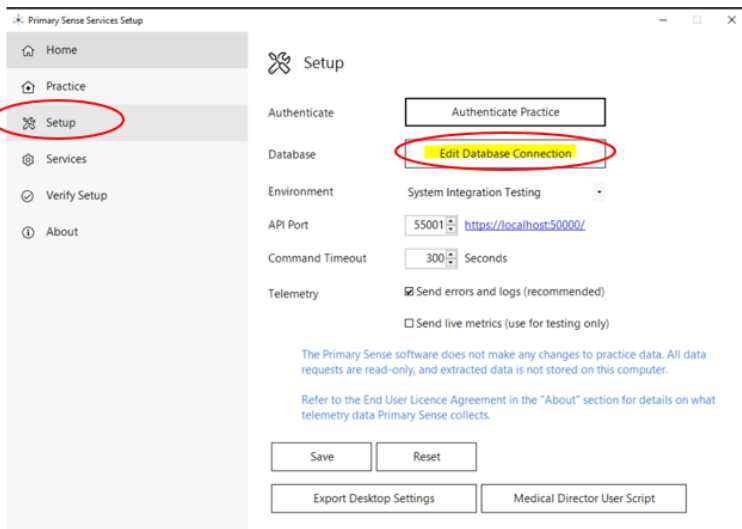 Primary Sense Services Setup
Home
Practice
Setup
Services
Verify Setup
About
Setup
Authenticate
Authenticate Practice
Database
Edit Database Connection
Environment
System Integration Testing
API Port
55001
https://localhost:50000/
Command Timeout
300
Seconds
Telemetry
Send errors and logs (recommended)
Send live metrics (use for testing only)
The Primary Sense software does not make any changes to practice data. All data
requests are read-only, and extracted data is not stored on this computer.
Refer to the End User Licence Agreement in the "About" section for details on what
telemetry data Primary Sense collects.
Save
Reset
Export Desktop Settings
Medical Director User Script